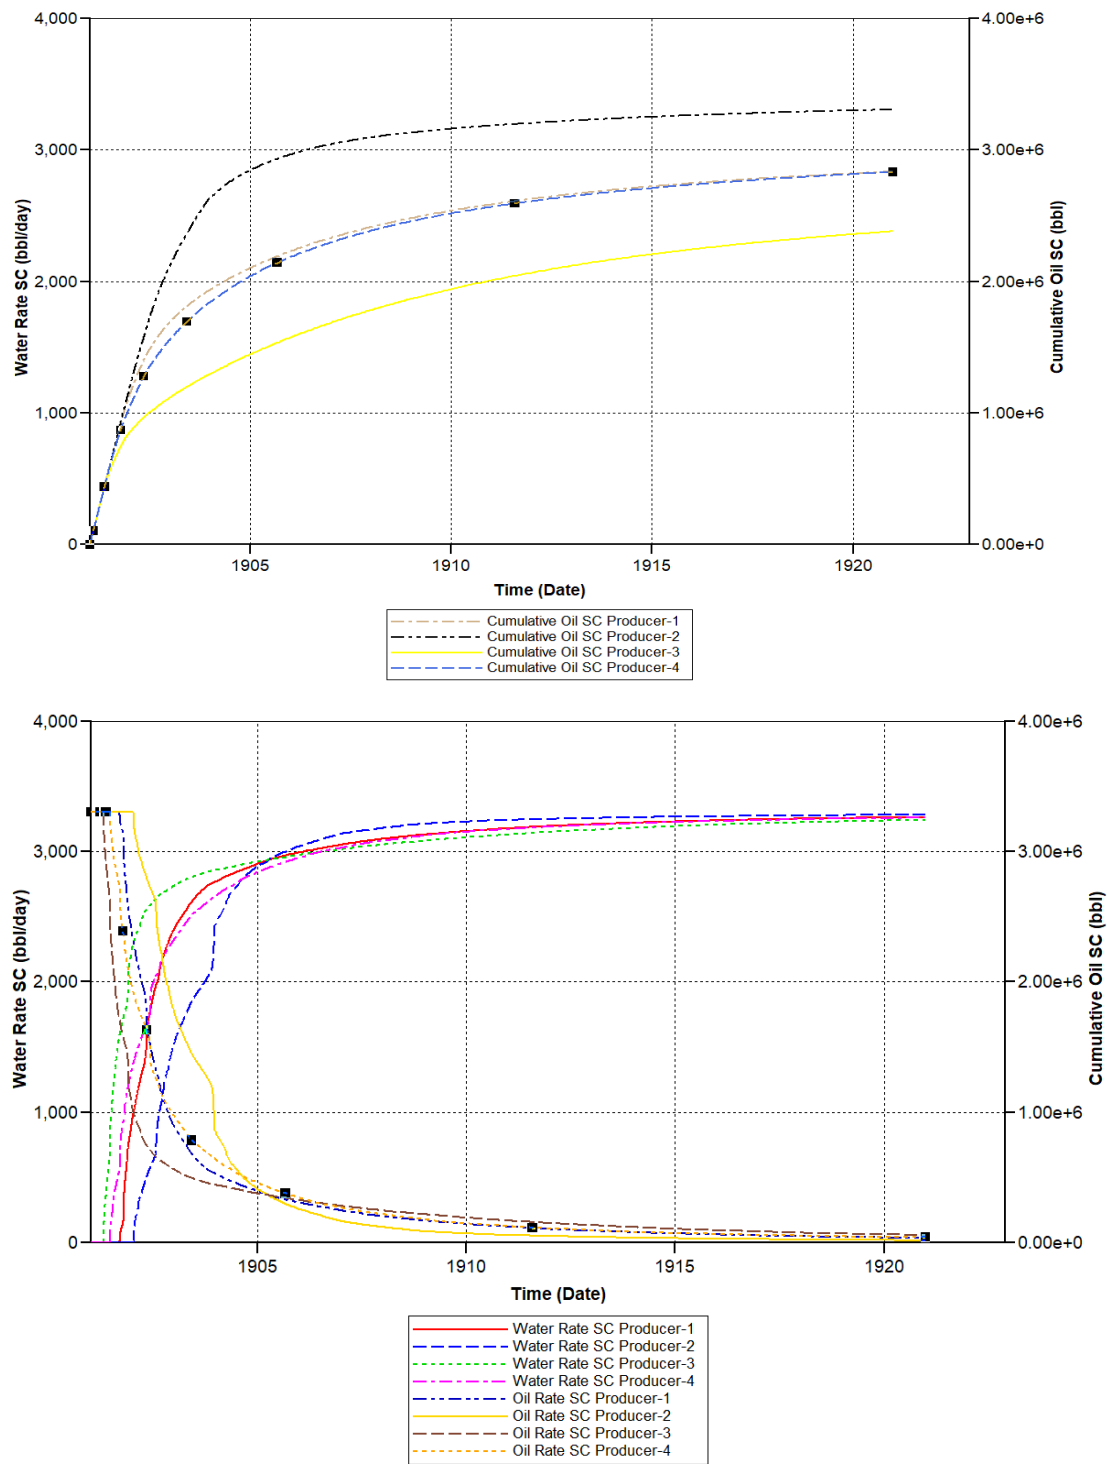 4,000
3,000
2,000
1,000
0
Water Rate SC (bbl/day)
4.00e+6
3.00e+6
2.00e+6
1.00e+6
0.00e+0
Cumulative Oil SC (bbl)
1905
1910
1915
1920
Time (Date)
Cumulative Oil SC Producer-1
Cumulative Oil SC Producer-2
Cumulative Oil SC Producer-3
Cumulative Oil SC Producer-4
4,000
3,000
2,000
1,000
0
Water Rate SC (bbl/day)
4.00e+6
3.00e+6
2.00e+6
1.00e+6
0.00e+0
Cumulative Oil SC (bbl)
1905
1910
1915
1920
Time (Date)
Water Rate SC Producer-1
Water Rate SC Producer-2
Water Rate SC Producer-3
Water Rate SC Producer-4
Oil Rate SC Producer-1
Oil Rate SC Producer-2
Oil Rate SC Producer-3
Oil Rate SC Producer-4